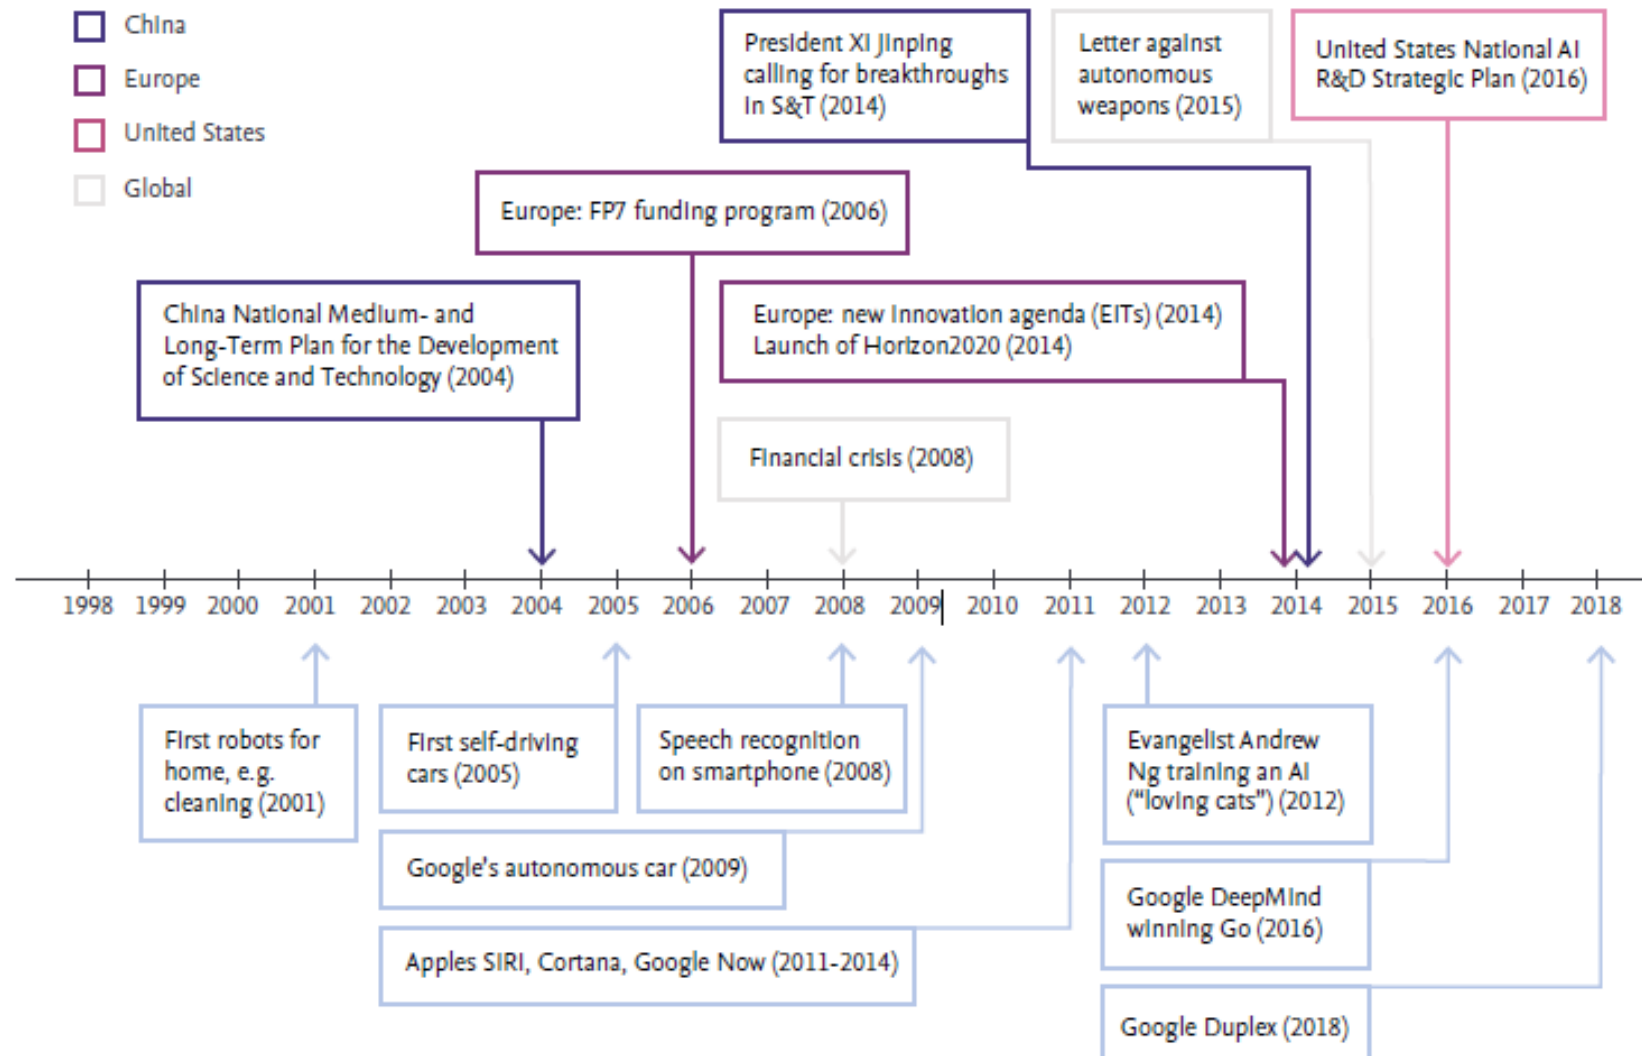 China
Europe
United States
Global
President Xi Jinping
calling for breakthroughs
in S&T (2014)
Letter against
autonomous
weapons (2015)
United States National AI
R&D Strategic Plan (2016)
Europe: FP7 funding program (2006)
China National Medium- and
Long-Term Plan for the Development
of Science and Technology (2004)
Europe: new innovation agenda (EITs) (2014)
Launch of Horizon2020 (2014)
Financial crisis (2008)
1998 1999 2000 2001 2002 2003 2004 2005 2006 2007 2008 2009 2010 2011 2012 2013 2014 2015 2016 2017 2018
First robots for
home, e.g.
cleaning (2001)
First self-driving
cars (2005)
Speech recognition
on smartphone (2008)
Evangelist Andrew
Ng training an AI
("loving cats") (2012)
Google's autonomous car (2009)
Google DeepMind
winning Go (2016)
Apples SIRI, Cortana, Google Now (2011-2014)
Google Duplex (2018)